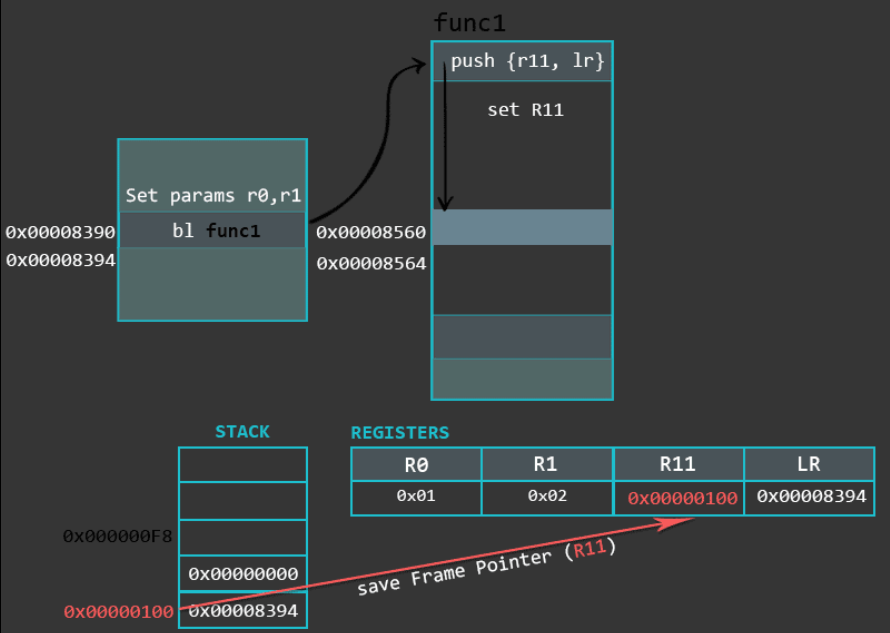 func1
push {r11, lr}
set R11
Set params r0,r1
0x00008390
bl func1
0x00008560
0x00008394
0x00008564
STACK
REGISTERS
R0 R1 R11 LR
0x01 0x02 0x00000100 0x00008394
0x000000F8
save Frame Pointer (R11)
0x00000000
0x00000100
0x00008394